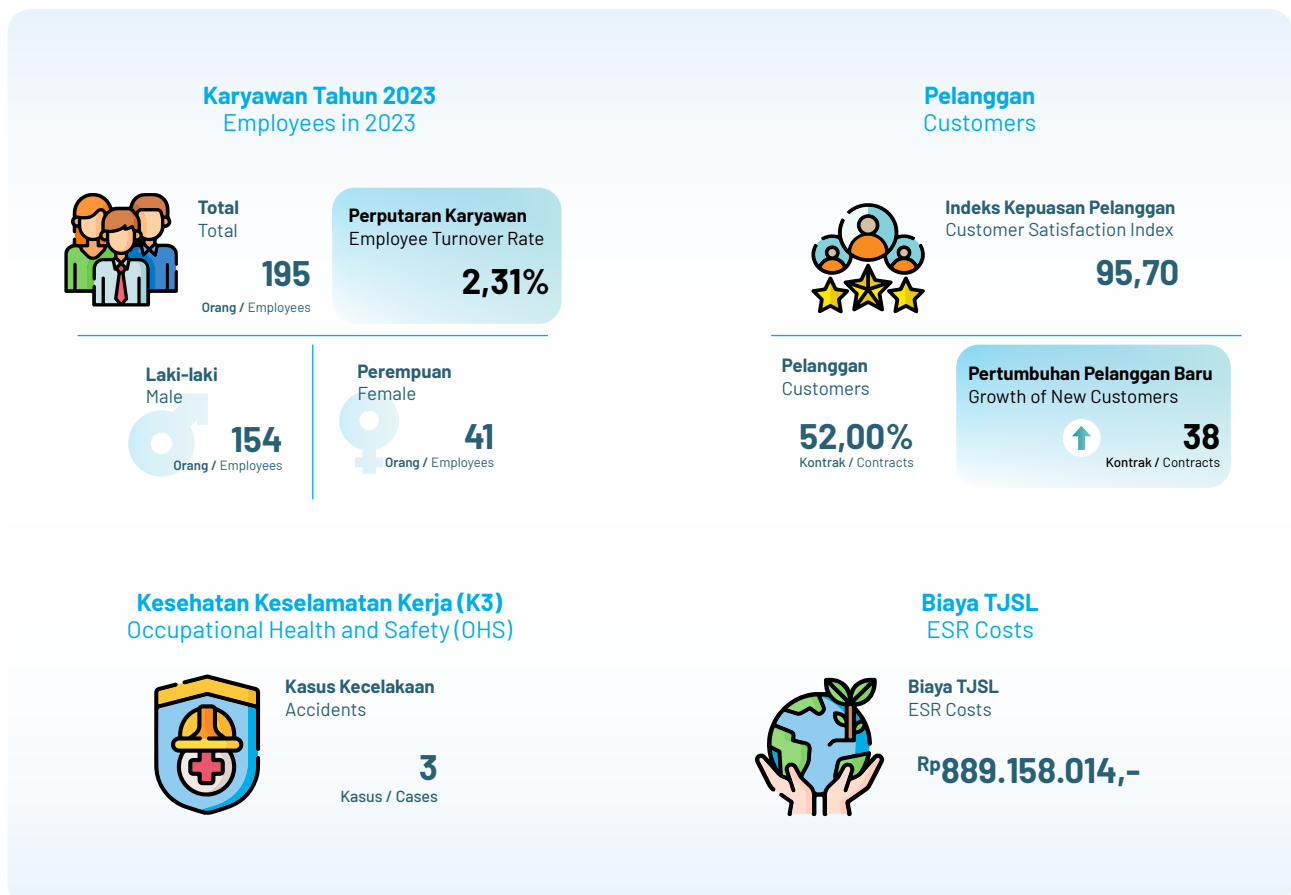 Karyawan Tahun 2023
Employees in 2023
Total
Total
195
Orang / Employees
Perputaran Karyawan
Employee Turnover Rate
2,31%
Laki-laki
Male
154
Orang / Employees
Perempuan
Female
41
Orang / Employees
Pelanggan
Customers
Indeks Kepuasan Pelanggan
Customer Satisfaction Index
95,70
Pelanggan
Customers
52,00%
Kontrak / Contracts
Pertumbuhan Pelanggan Baru
Growth of New Customers
38
Kontrak / Contracts
Kesehatan Keselamatan Kerja (K3)
Occupational Health and Safety (OHS)
Kasus Kecelakaan
Accidents
3
Kasus / Cases
Biaya TJSL
ESR Costs
Biaya TJSL
ESR Costs
Rp889.158.014,-